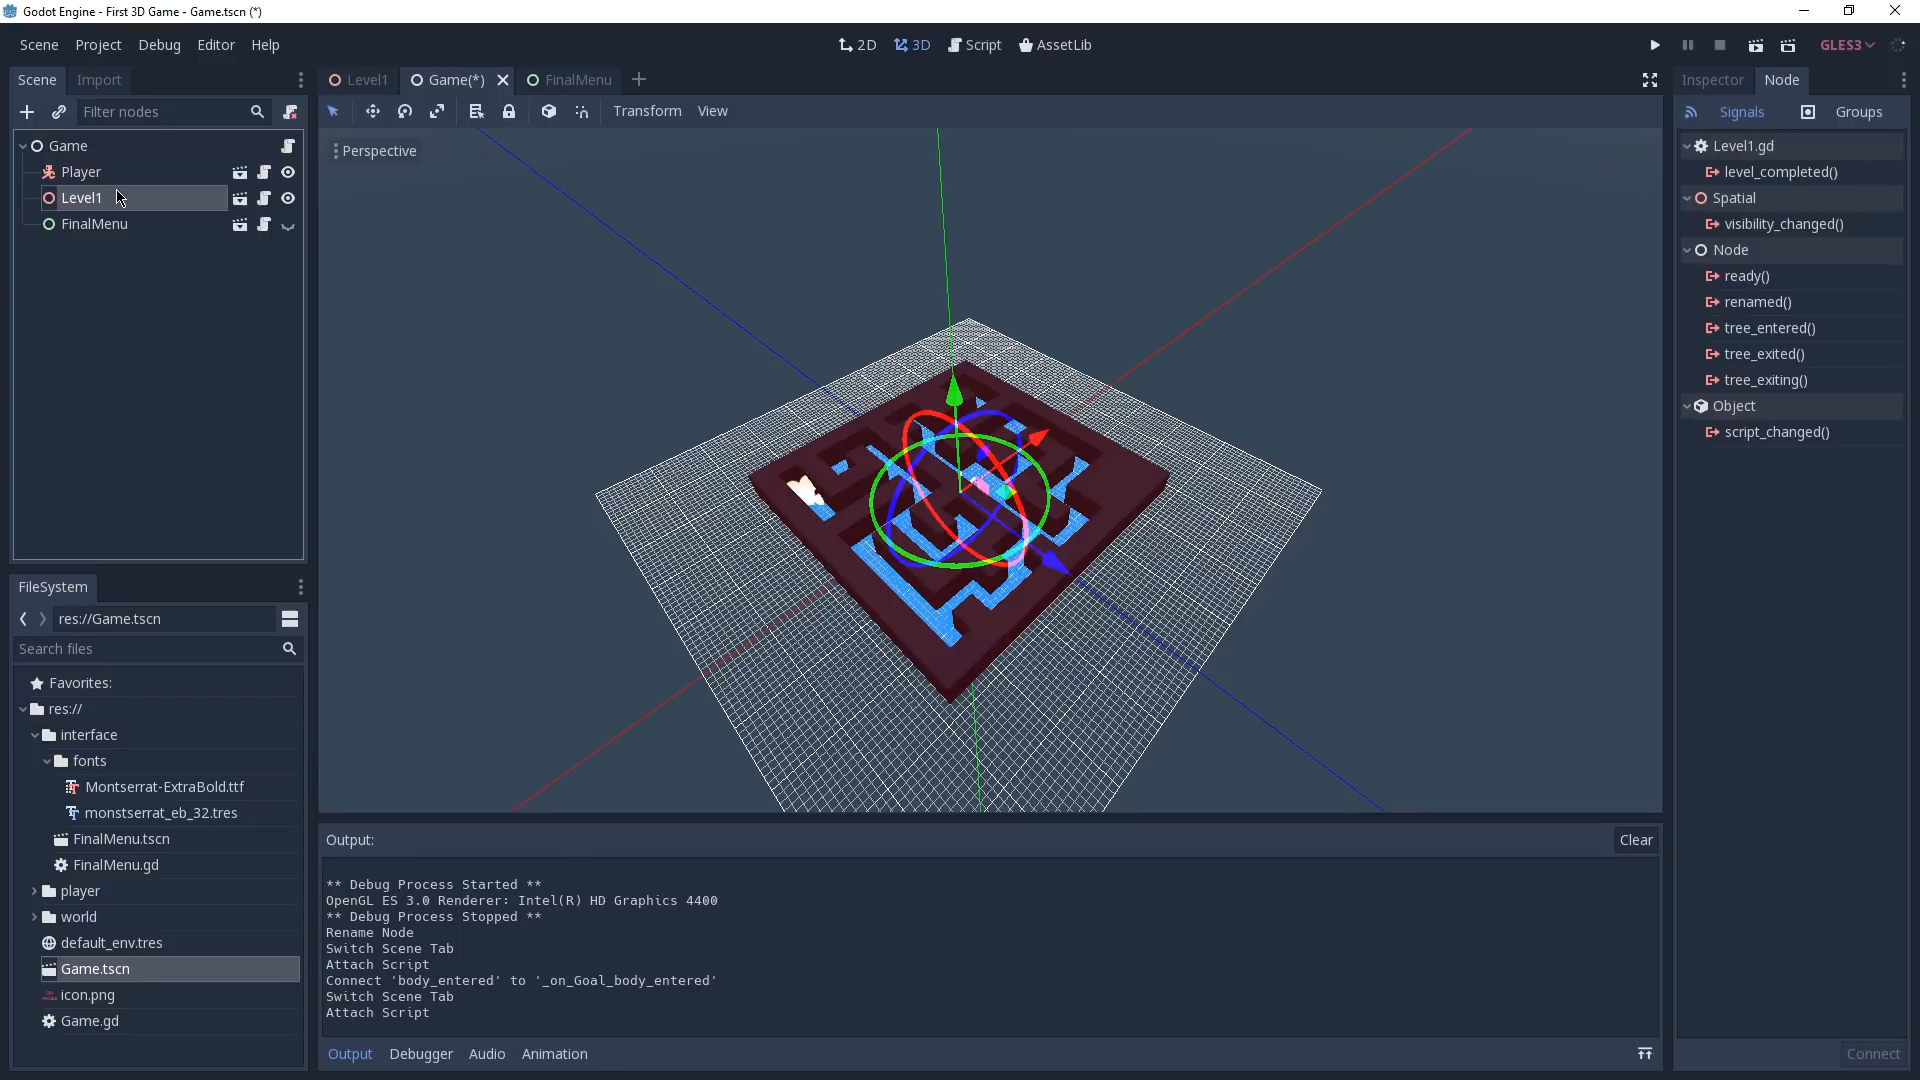 Godot Engine - First 3D Game - Game.tscn (*)
Scene Project Debug Editor Help
2D 3D Script AssetLib
GLES3
Scene Import
Level1 Game(*) FinalMenu
Inspector Node
Filter nodes
Transform View
Signals Groups
Game
Player
Level1
FinalMenu
Perspective
Level1.gd
level_completed()
Spatial
visibility_changed()
Node
ready()
renamed()
tree_entered()
tree_exited()
tree_exiting()
Object
script_changed()
FileSystem
res://Game.tscn
Search files
Favorites:
res://
interface
fonts
Montserrat-ExtraBold.ttf
monstserrat_eb_32.tres
FinalMenu.tscn
FinalMenu.gd
player
world
default_env.tres
Game.tscn
icon.png
Game.gd
Output:
Clear
** Debug Process Started **
OpenGL ES 3.0 Renderer: Intel(R) HD Graphics 4400
** Debug Process Stopped **
Rename Node
Switch Scene Tab
Attach Script
Connect 'body_entered' to '_on_Goal_body_entered'
Switch Scene Tab
Attach Script
Output Debugger Audio Animation
Connect